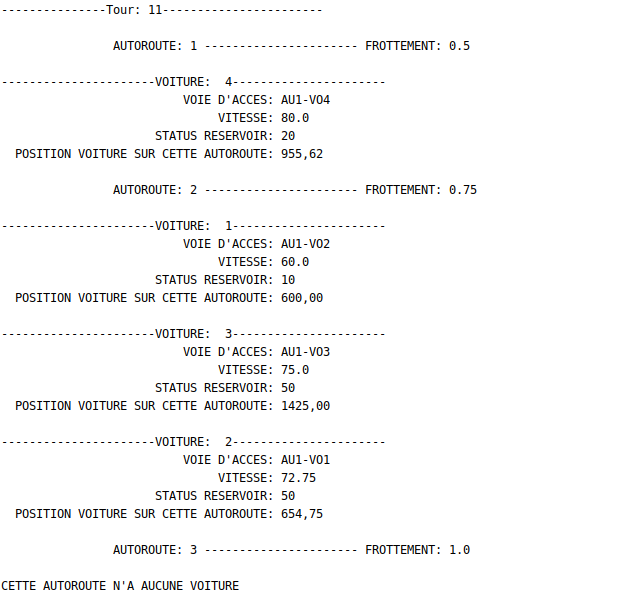 ---------------Tour: 11-----------------------
AUTOROUTE: 1 ---------------------- FROTTEMENT: 0.5
----------------------VOITURE:  4----------------------
VOIE D'ACCES: AU1-VO4
VITESSE: 80.0
STATUS RESERVOIR: 20
POSITION VOITURE SUR CETTE AUTOROUTE: 955,62
AUTOROUTE: 2 ---------------------- FROTTEMENT: 0.75
----------------------VOITURE:  1----------------------
VOIE D'ACCES: AU1-VO2
VITESSE: 60.0
STATUS RESERVOIR: 10
POSITION VOITURE SUR CETTE AUTOROUTE: 600,00
----------------------VOITURE:  3----------------------
VOIE D'ACCES: AU1-VO3
VITESSE: 75.0
STATUS RESERVOIR: 50
POSITION VOITURE SUR CETTE AUTOROUTE: 1425,00
----------------------VOITURE:  2----------------------
VOIE D'ACCES: AU1-VO1
VITESSE: 72.75
STATUS RESERVOIR: 50
POSITION VOITURE SUR CETTE AUTOROUTE: 654,75
AUTOROUTE: 3 ---------------------- FROTTEMENT: 1.0
CETTE AUTOROUTE N'A AUCUNE VOITURE